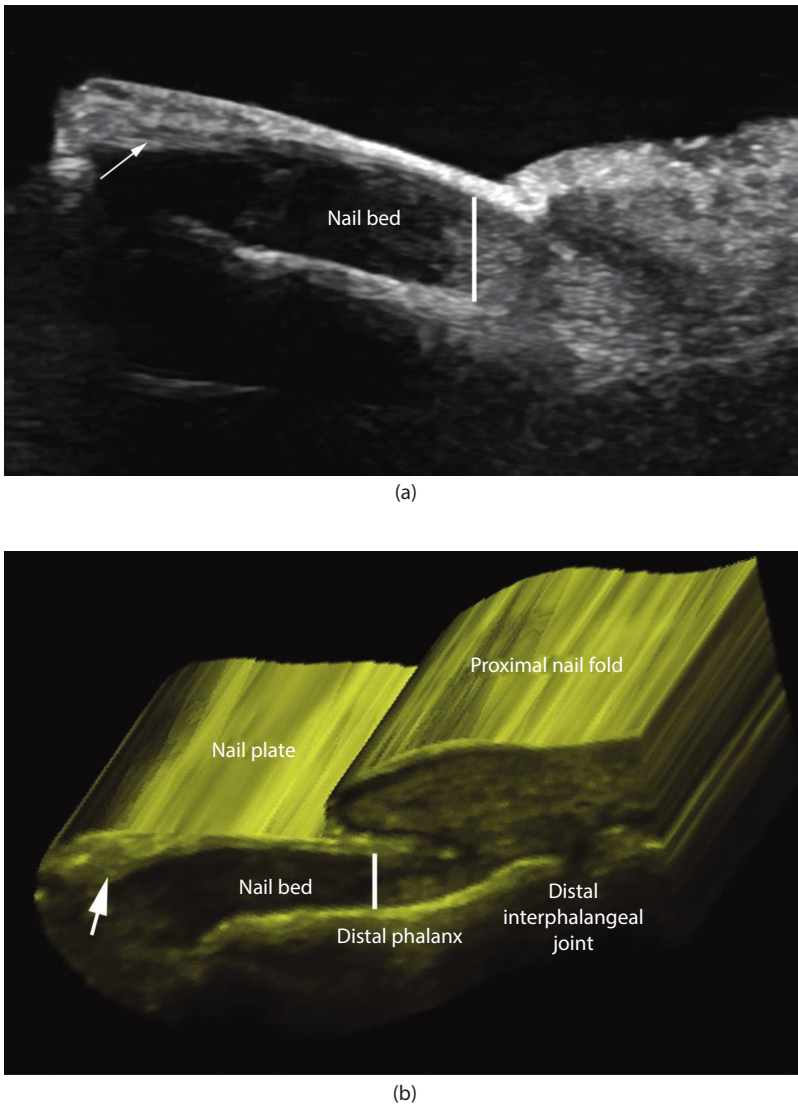 Nail bed
(a)
Proximal nail fold
Nail plate
Nail bed
Distal phalanx
Distal
interphalangeal
joint
(b)